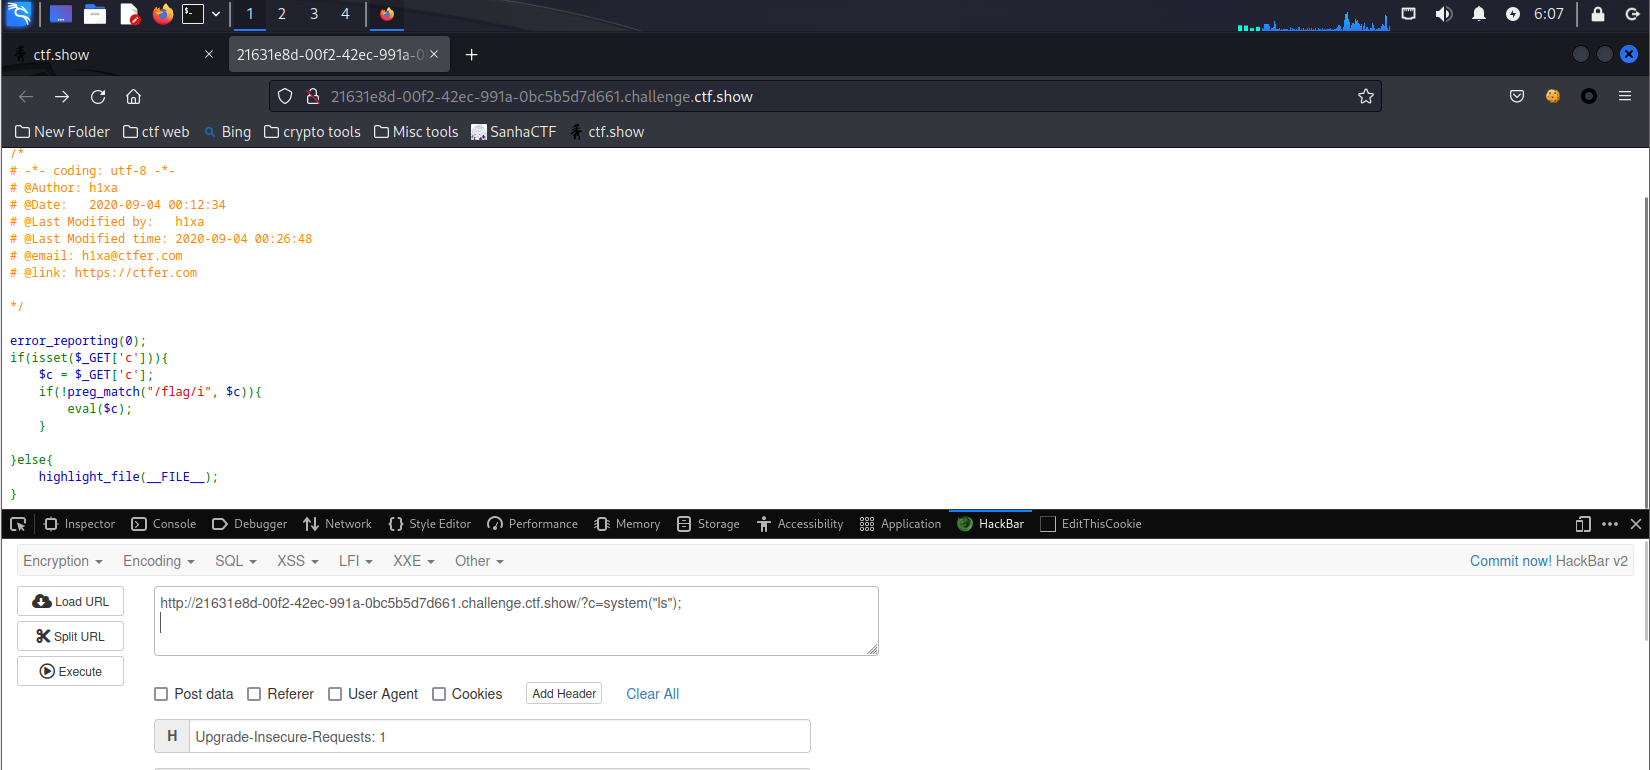 1 2 3 4 6:07
ctf.show × 21631e8d-00f2-42ec-991a-0 × +
21631e8d-00f2-42ec-991a-0bc5b5d7d661.challenge.ctf.show
New Folder ctf web Bing crypto tools Misc tools SanhaCTF ctf.show
/*
# -*- coding: utf-8 -*-
# @Author: h1xa
# @Date:   2020-09-04 00:12:34
# @Last Modified by:   h1xa
# @Last Modified time: 2020-09-04 00:26:48
# @email: h1xa@ctfer.com
# @link: https://ctfer.com
*/
error_reporting(0);
if(isset($_GET['c'])){
    $c = $_GET['c'];
    if(!preg_match("/flag/i", $c)){
        eval($c);
    }
}else{
    highlight_file(__FILE__);
}
Inspector Console Debugger Network Style Editor Performance Memory Storage Accessibility Application HackBar EditThisCookie
Encryption Encoding SQL XSS LFI XXE Other Commit now! HackBar v2
Load URL http://21631e8d-00f2-42ec-991a-0bc5b5d7d661.challenge.ctf.show/?c=system("ls");
Split URL
Execute
Post data Referer User Agent Cookies Add Header Clear All
H Upgrade-Insecure-Requests: 1